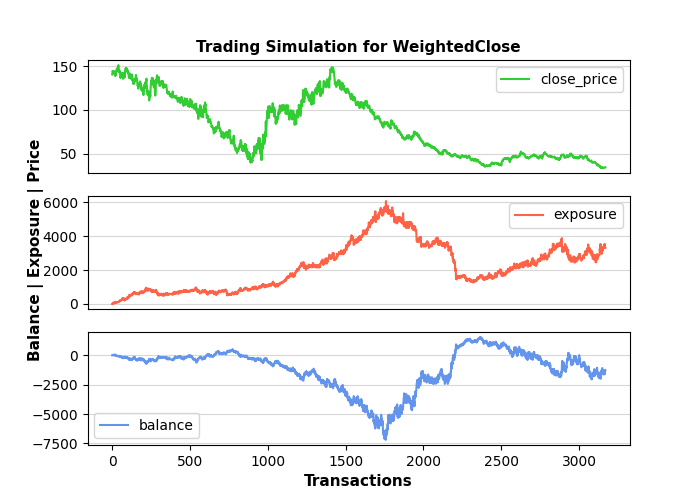 Trading Simulation for WeightedClose
150
100
50
close_price
6000
4000
2000
0
exposure
0
−2500
−5000
−7500
balance
0 500 1000 1500 2000 2500 3000
Transactions
Balance | Exposure | Price